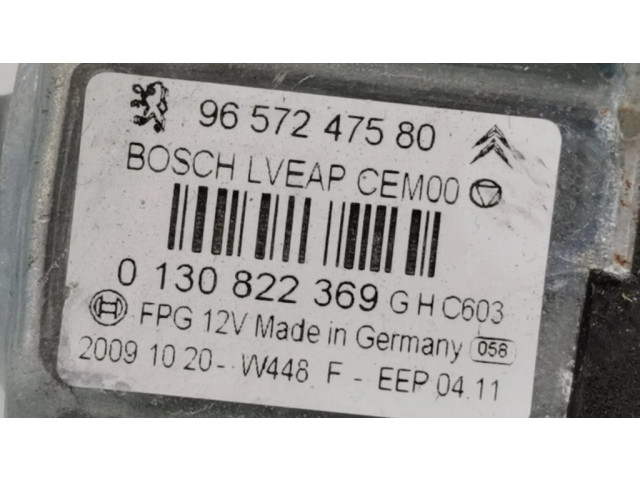 96 572 475 80
BOSCH LVEAP CEM00
0 130 822 369 G H C603
FPG 12V Made in Germany 058
2009 10 20- W448 F - EEP 04.11